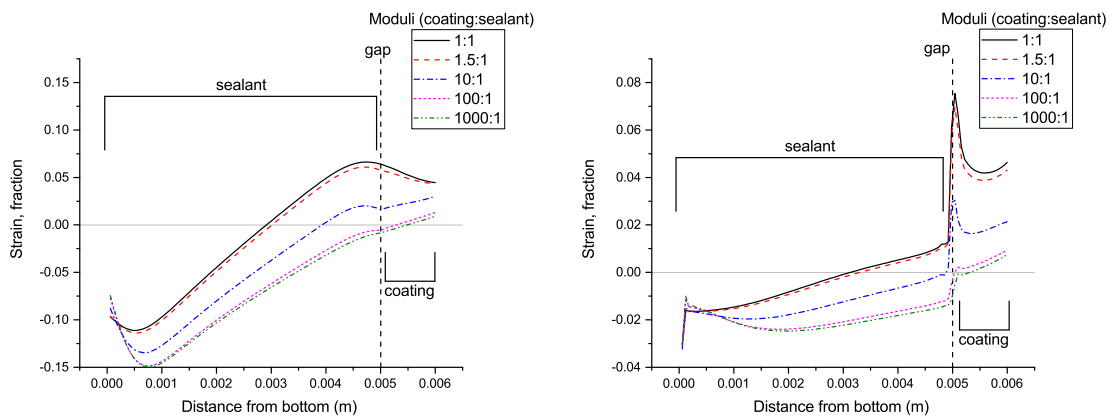 Moduli (coating:sealant)
1:1
1.5:1
10:1
100:1
1000:1
gap
sealant
coating
0.15
0.10
0.05
0.00
-0.05
-0.10
-0.15
Strain, fraction
0.000 0.001 0.002 0.003 0.004 0.005 0.006
Distance from bottom (m)
Moduli (coating:sealant)
1:1
1.5:1
10:1
100:1
1000:1
gap
sealant
coating
0.08
0.06
0.04
0.02
0.00
-0.02
-0.04
Strain, fraction
0.000 0.001 0.002 0.003 0.004 0.005 0.006
Distance from bottom (m)